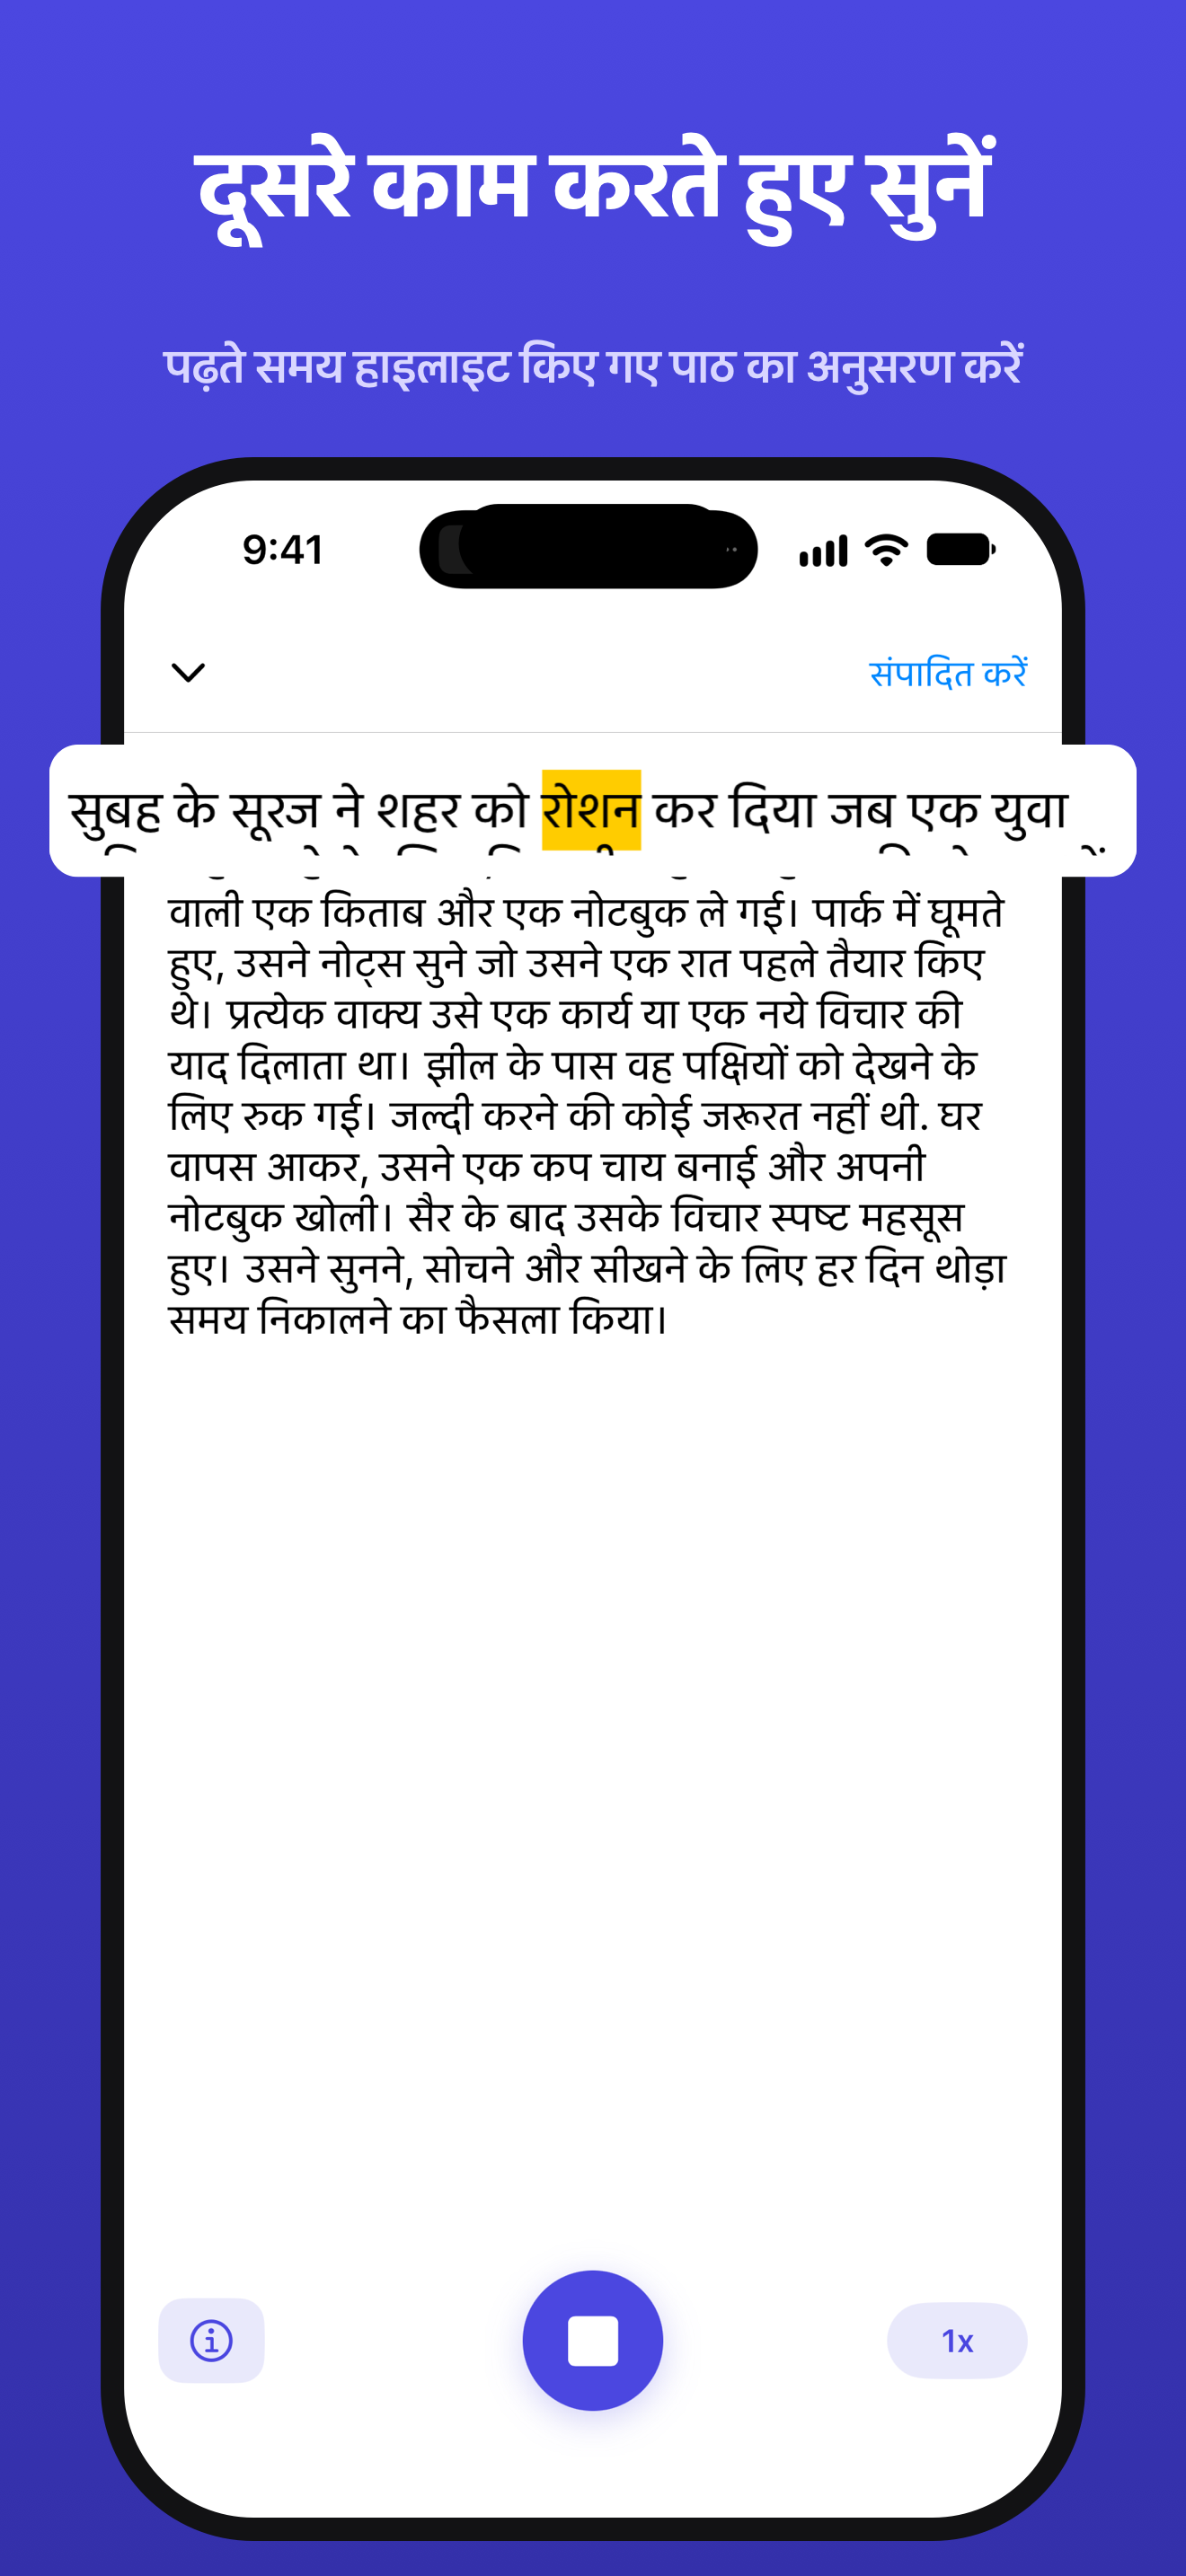 दूसरे काम करते हुए सुनें
पढ़ते समय हाइलाइट किए गए पाठ का अनुसरण करें
9:41
संपादित करें
सुबह के सूरज ने शहर को रोशन कर दिया जब एक युवा
वाली एक किताब और एक नोटबुक ले गई। पार्क में घूमते
हुए, उसने नोट्स सुने जो उसने एक रात पहले तैयार किए
थे। प्रत्येक वाक्य उसे एक कार्य या एक नये विचार की
याद दिलाता था। झील के पास वह पक्षियों को देखने के
लिए रुक गई। जल्दी करने की कोई जरूरत नहीं थी. घर
वापस आकर, उसने एक कप चाय बनाई और अपनी
नोटबुक खोली। सैर के बाद उसके विचार स्पष्ट महसूस
हुए। उसने सुनने, सोचने और सीखने के लिए हर दिन थोड़ा
समय निकालने का फैसला किया।
1x